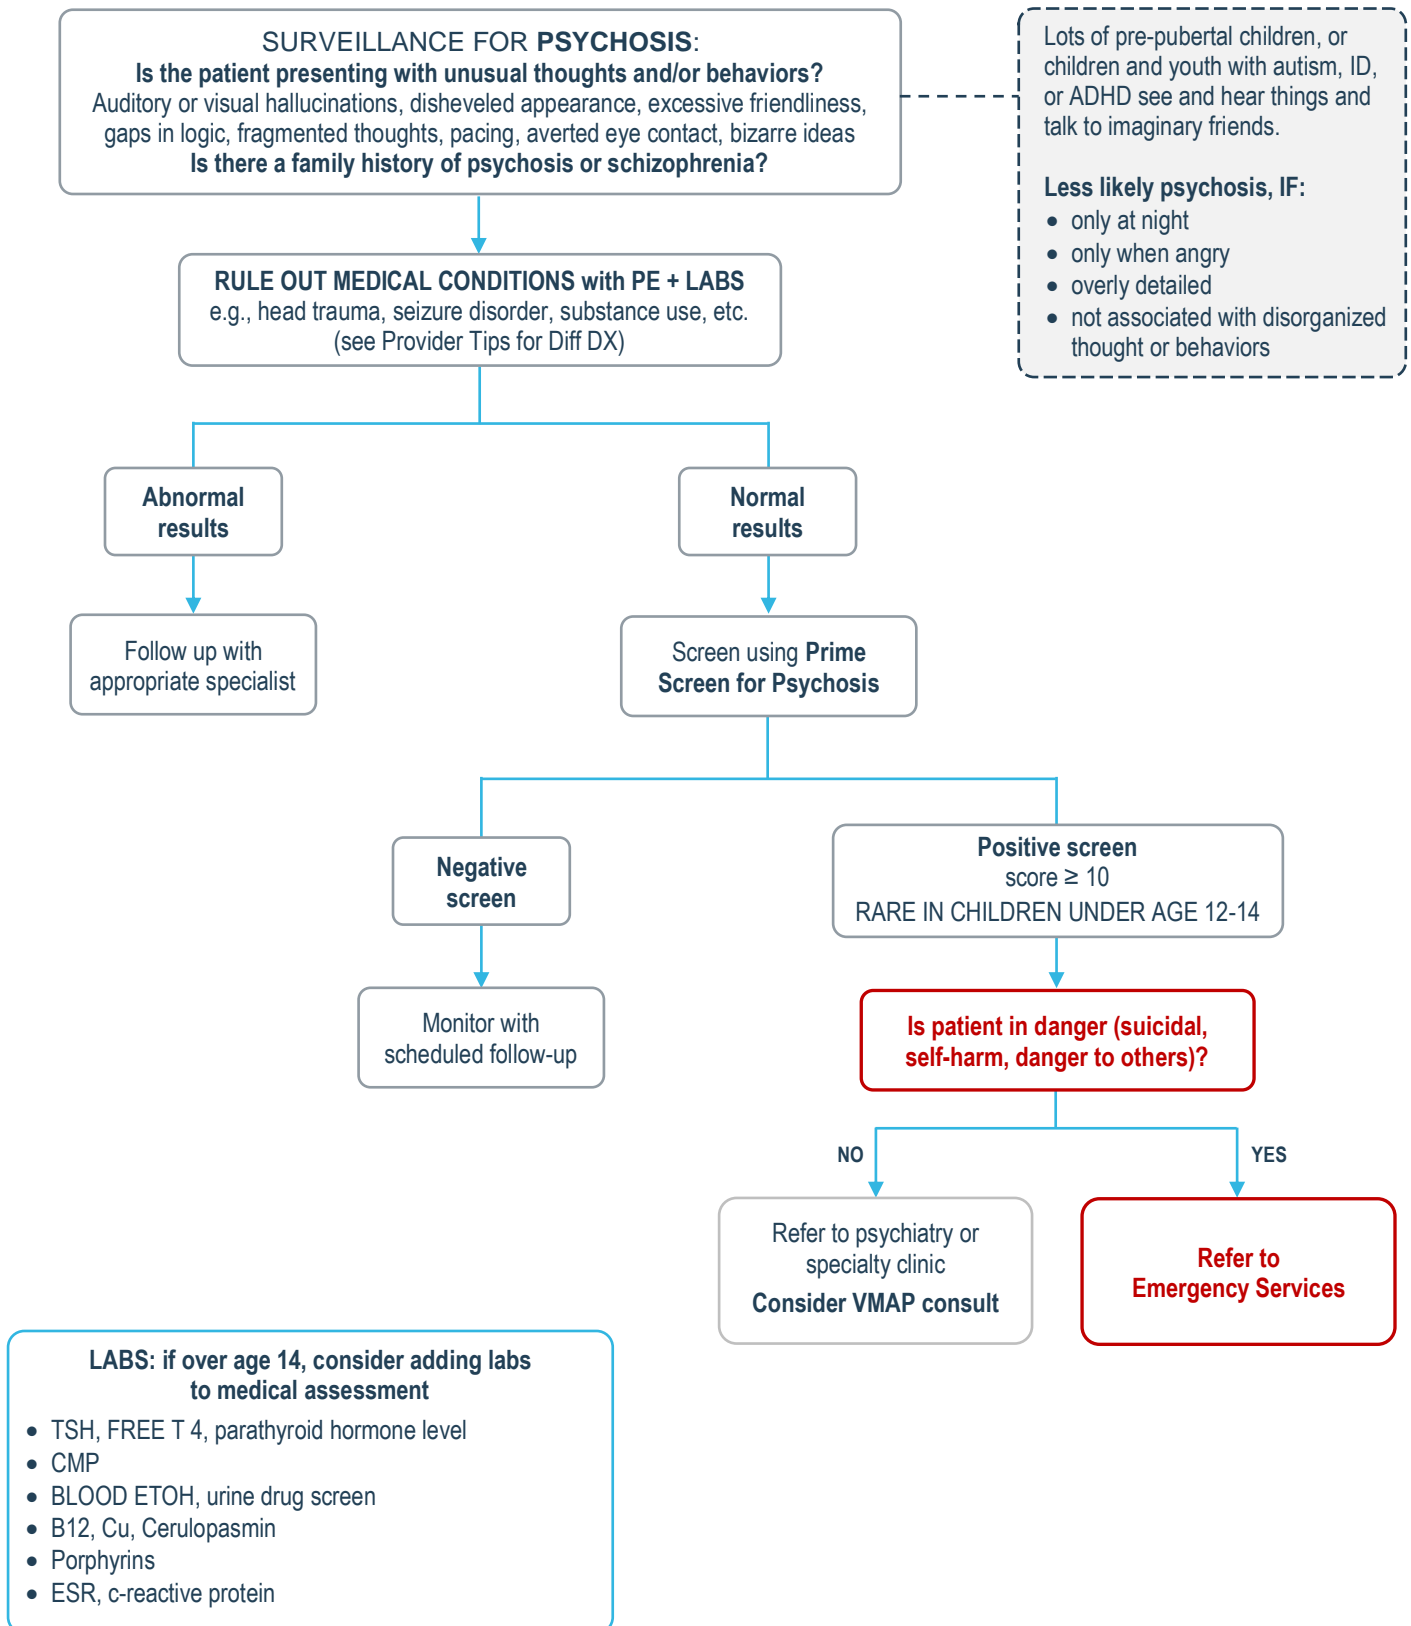 SURVEILLANCE FOR PSYCHOSIS:
Is the patient presenting with unusual thoughts and/or behaviors?
Auditory or visual hallucinations, disheveled appearance, excessive friendliness,
gaps in logic, fragmented thoughts, pacing, averted eye contact, bizarre ideas
Is there a family history of psychosis or schizophrenia?
Lots of pre-pubertal children, or
children and youth with autism, ID,
or ADHD see and hear things and
talk to imaginary friends.
Less likely psychosis, IF:
• only at night
• only when angry
• overly detailed
• not associated with disorganized
thought or behaviors
RULE OUT MEDICAL CONDITIONS with PE + LABS
e.g., head trauma, seizure disorder, substance use, etc.
(see Provider Tips for Diff DX)
Abnormal
results
Normal
results
Follow up with
appropriate specialist
Screen using Prime
Screen for Psychosis
Negative
screen
Positive screen
score ≥ 10
RARE IN CHILDREN UNDER AGE 12-14
Monitor with
scheduled follow-up
Is patient in danger (suicidal,
self-harm, danger to others)?
NO
YES
Refer to psychiatry or
specialty clinic
Consider VMAP consult
Refer to
Emergency Services
LABS: if over age 14, consider adding labs
to medical assessment
• TSH, FREE T 4, parathyroid hormone level
• CMP
• BLOOD ETOH, urine drug screen
• B12, Cu, Cerulopasmin
• Porphyrins
• ESR, c-reactive protein